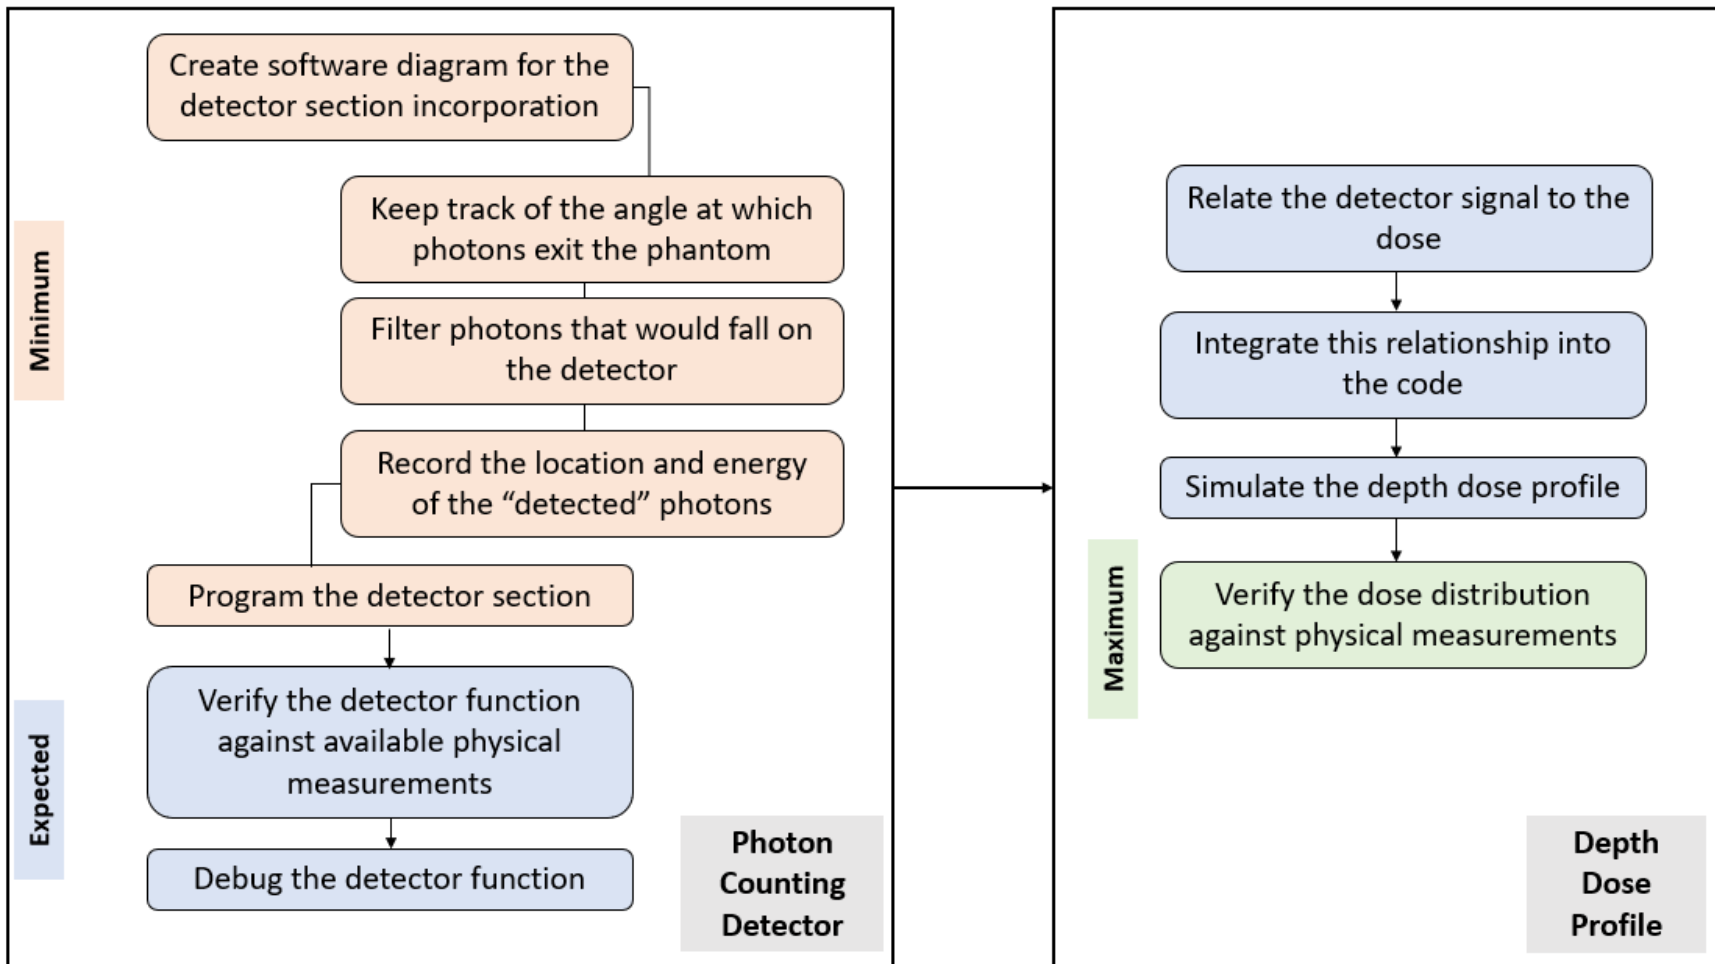 Create software diagram for the
detector section incorporation
Keep track of the angle at which
photons exit the phantom
Filter photons that would fall on
the detector
Record the location and energy
of the “detected” photons
Program the detector section
Verify the detector function
against available physical
measurements
Debug the detector function
Minimum
Expected
Photon
Counting
Detector
Relate the detector signal to the
dose
Integrate this relationship into
the code
Simulate the depth dose profile
Verify the dose distribution
against physical measurements
Maximum
Depth
Dose
Profile